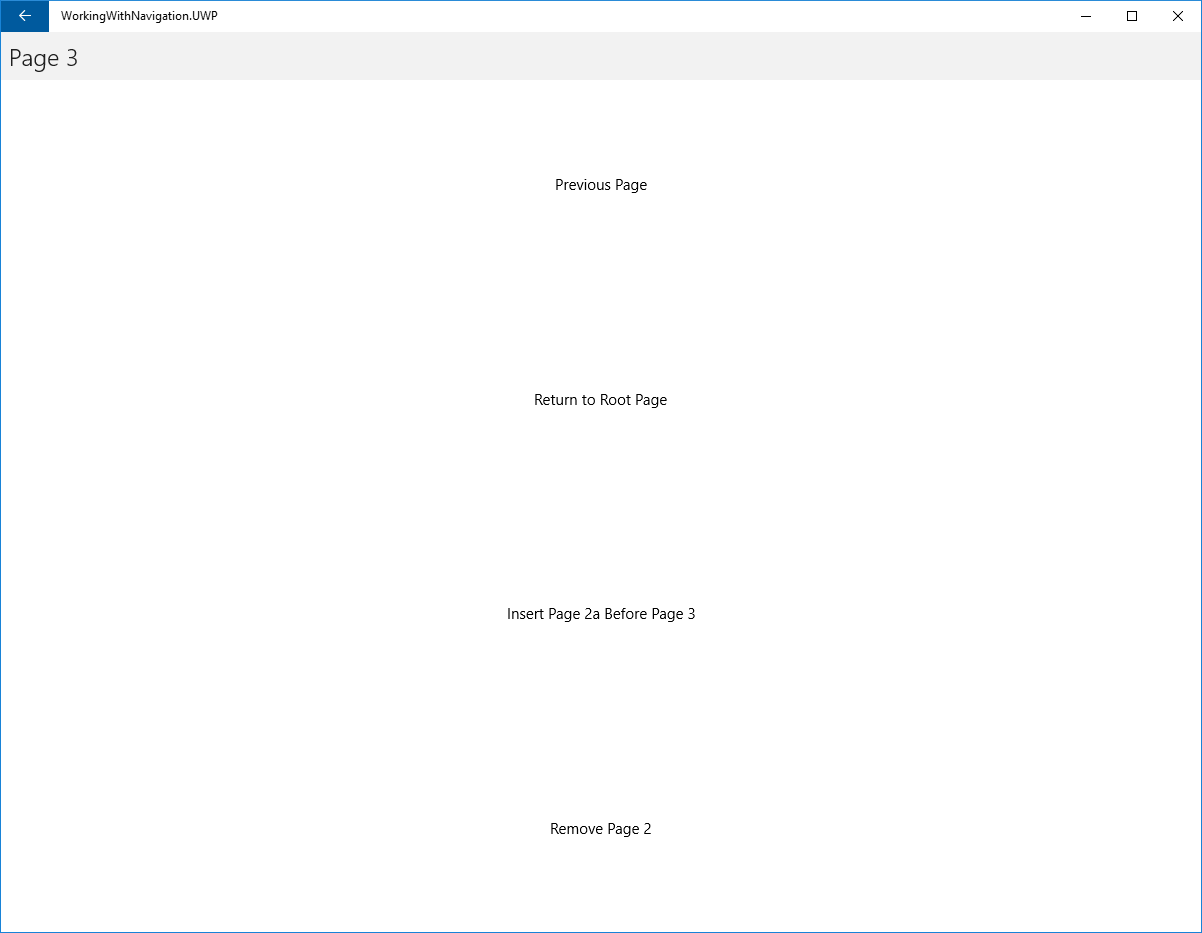 WorkingWithNavigation.UWP
Page 3
Previous Page
Return to Root Page
Insert Page 2a Before Page 3
Remove Page 2